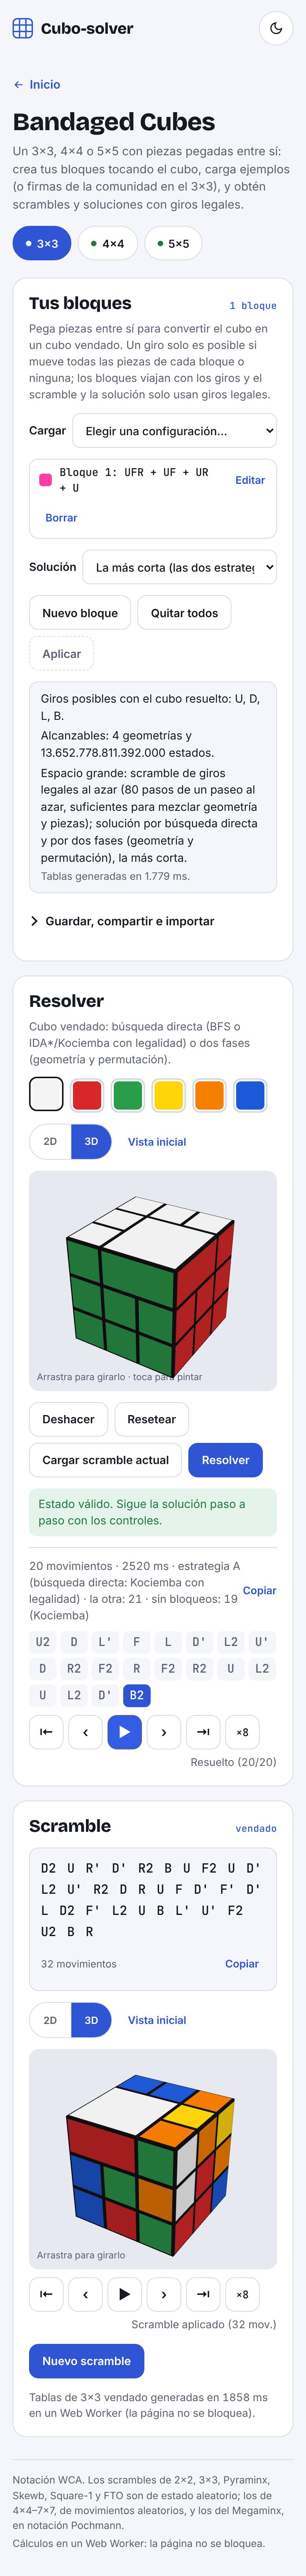 Cubo-solver
← Inicio
Bandaged Cubes
Un 3×3, 4×4 o 5×5 con piezas pegadas entre sí:
crea tus bloques tocando el cubo, carga ejemplos
(o firmas de la comunidad en el 3×3), y obtén
scrambles y soluciones con giros legales.
3×3
4×4
5×5
Tus bloques
1 bloque
Pega piezas entre sí para convertir el cubo en
un cubo vendado. Un giro solo es posible si
mueve todas las piezas de cada bloque o
ninguna; los bloques viajan con los giros y el
scramble y la solución solo usan giros legales.
Cargar
Elegir una configuración...
Bloque 1: UFR + UF + UR
+ U
Editar
Borrar
Solución
La más corta (las dos estrateg
Nuevo bloque
Quitar todos
Aplicar
Giros posibles con el cubo resuelto: U, D,
L, B.
Alcanzables: 4 geometrías y
13.652.778.811.392.000 estados.
Espacio grande: scramble de giros
legales al azar (80 pasos de un paseo al
azar, suficientes para mezclar geometría
y piezas); solución por búsqueda directa
y por dos fases (geometría y
permutación), la más corta.
Tablas generadas en 1.779 ms.
Guardar, compartir e importar
Resolver
Cubo vendado: búsqueda directa (BFS o
IDA*/Kociemba con legalidad) o dos fases
(geometría y permutación).
2D
3D
Vista inicial
Arrastra para girarlo · toca para pintar
Deshacer
Resetear
Cargar scramble actual
Resolver
Estado válido. Sigue la solución paso a
paso con los controles.
20 movimientos · 2520 ms · estrategia A
(búsqueda directa: Kociemba con
legalidad) · la otra: 21 · sin bloqueos: 19
(Kociemba)
Copiar
U2 D L' F L D' L2 U'
D R2 F2 R F2 R2 U L2
U L2 D' B2
×8
Resuelto (20/20)
Scramble
vendado
D2 U R' D' R2 B U F2 U D'
L2 U' R2 D R U F D' F' D'
L D2 F' L2 U B L' U' F2
U2 B R
32 movimientos
Copiar
2D
3D
Vista inicial
Arrastra para girarlo
×8
Scramble aplicado (32 mov.)
Nuevo scramble
Tablas de 3×3 vendado generadas en 1858 ms
en un Web Worker (la página no se bloquea).
Notación WCA. Los scrambles de 2×2, 3×3, Pyraminx,
Skewb, Square-1 y FTO son de estado aleatorio; los de
4×4–7×7, de movimientos aleatorios, y los del Megaminx,
en notación Pochmann.
Cálculos en un Web Worker: la página no se bloquea.